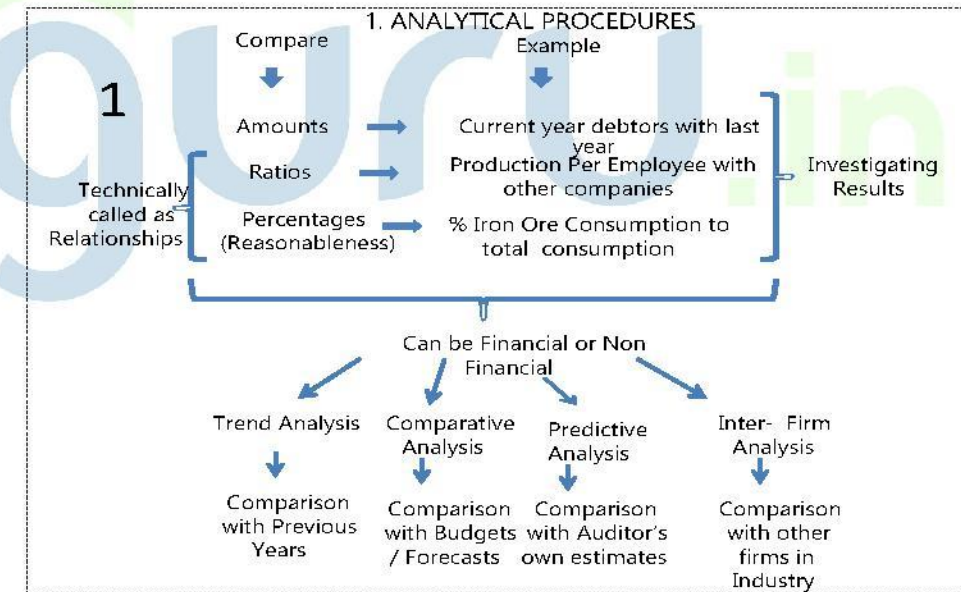 guru.in
1. ANALYTICAL PROCEDURES
Compare
Example
1
Amounts
Current year debtors with last
year
Ratios
Production Per Employee with
other companies
Percentages
(Reasonableness)
% Iron Ore Consumption to
total consumption
Technically
called as
Relationships
Investigating
Results
Can be Financial or Non
Financial
Trend Analysis
Comparative
Analysis
Predictive
Analysis
Inter- Firm
Analysis
Comparison
with Previous
Years
Comparison
with Budgets
/ Forecasts
Comparison
with Auditor's
own estimates
Comparison
with other
firms in
Industry